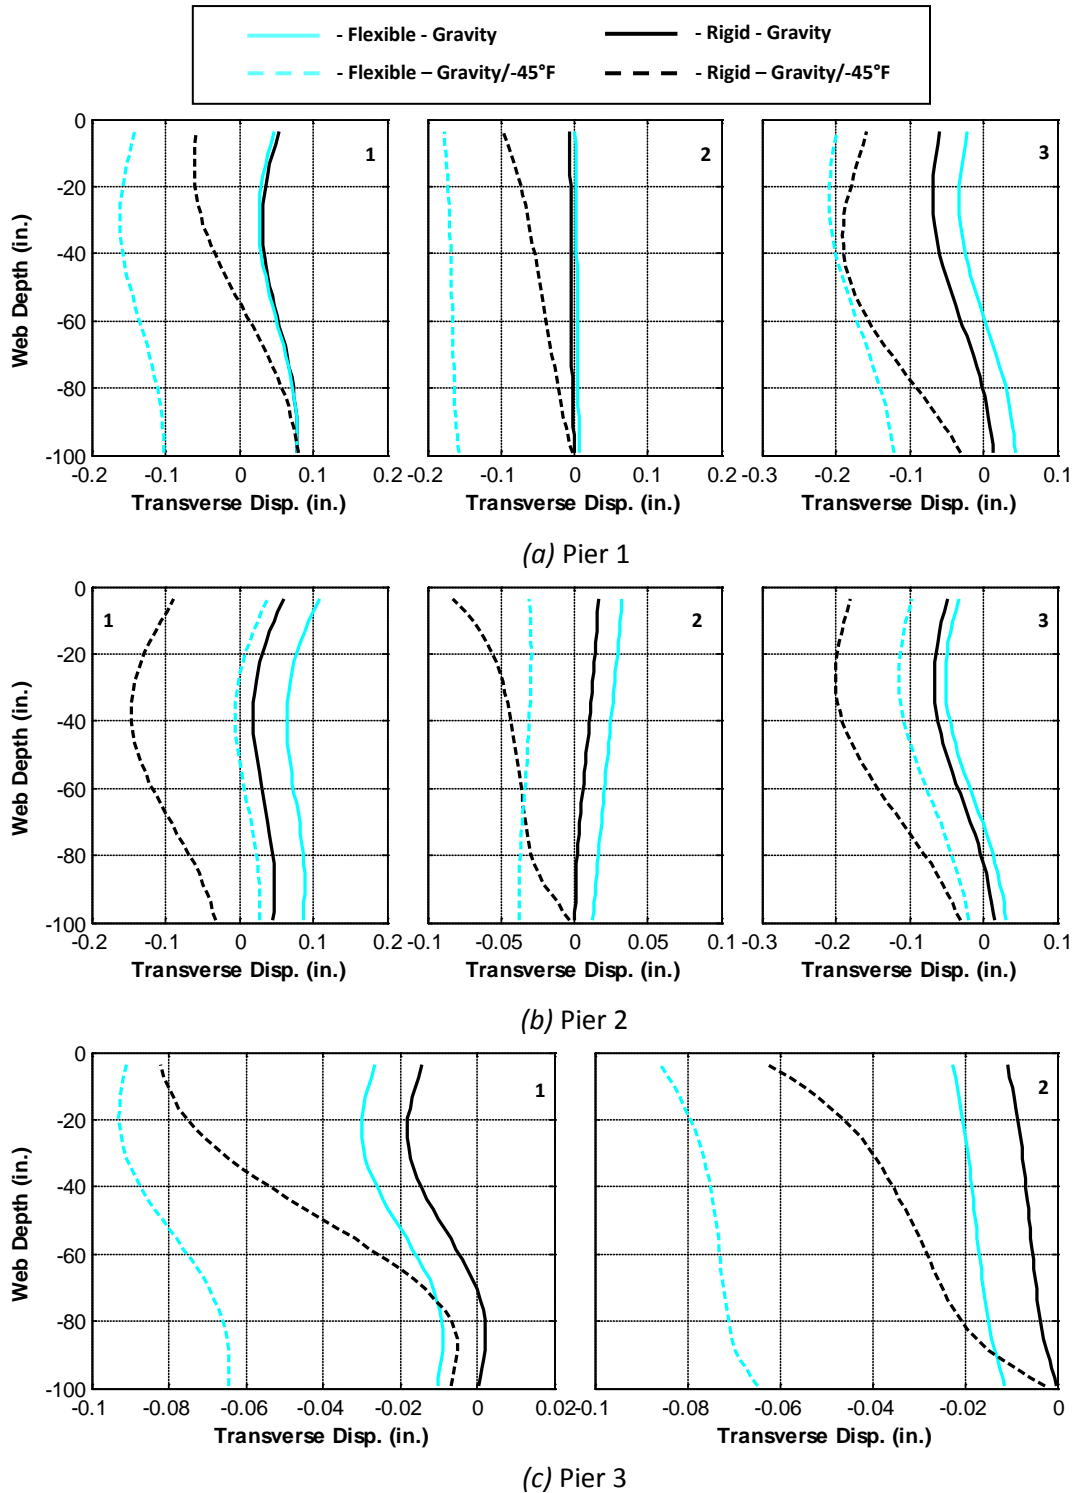 - Flexible - Gravity - Rigid - Gravity
- Flexible – Gravity/-45°F - Rigid – Gravity/-45°F
Web Depth (in.)
0
-20
-40
-60
-80
-100
1
-0.2 -0.1 0 0.1 0.2
Transverse Disp. (in.)
2
-0.2 -0.1 0 0.1 0.2
Transverse Disp. (in.)
3
-0.3 -0.2 -0.1 0 0.1
Transverse Disp. (in.)
(a) Pier 1
Web Depth (in.)
0
-20
-40
-60
-80
-100
1
-0.2 -0.1 0 0.1 0.2
Transverse Disp. (in.)
2
-0.1 -0.05 0 0.05 0.1
Transverse Disp. (in.)
3
-0.3 -0.2 -0.1 0 0.1
Transverse Disp. (in.)
(b) Pier 2
Web Depth (in.)
0
-20
-40
-60
-80
-100
1
-0.1 -0.08 -0.06 -0.04 -0.02 0 0.02
Transverse Disp. (in.)
2
-0.1 -0.08 -0.06 -0.04 -0.02 0
Transverse Disp. (in.)
(c) Pier 3